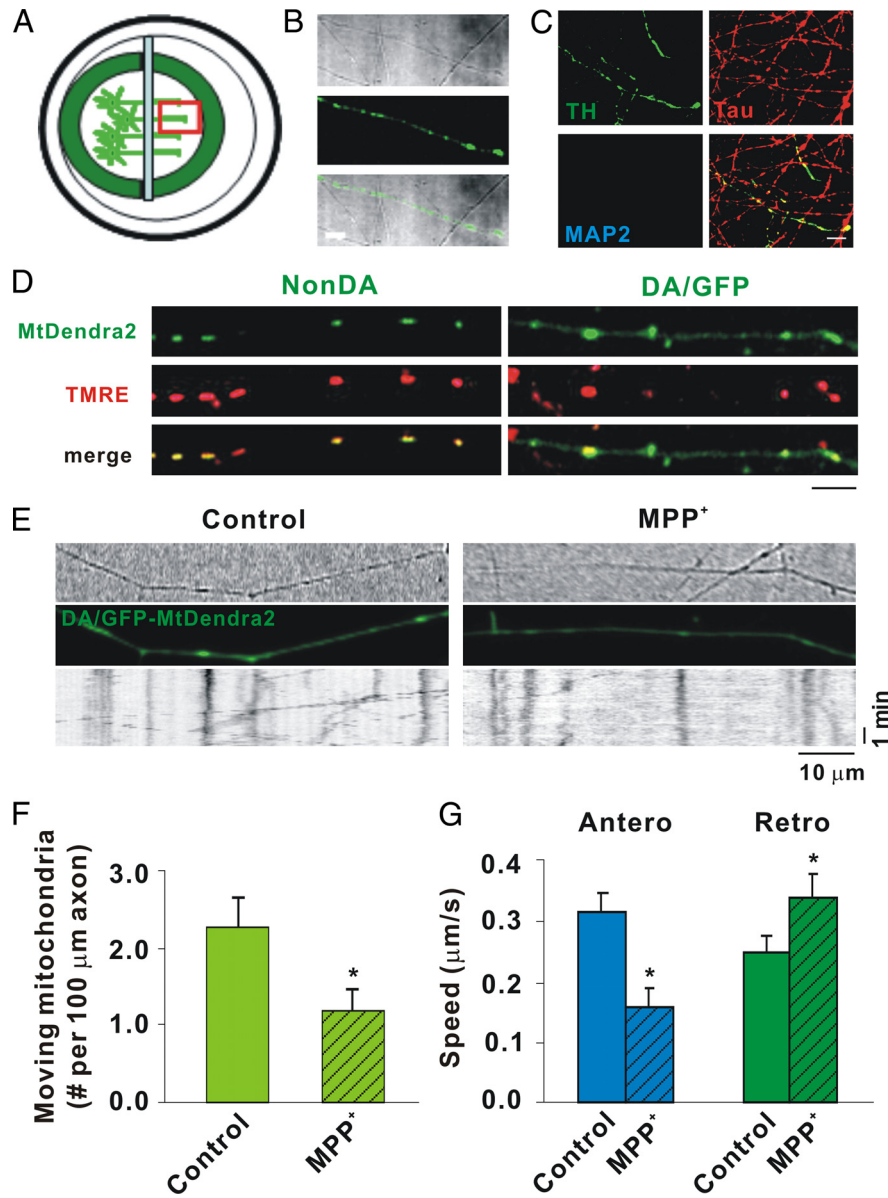 A
B
C
TH
Tau
MAP2
D
NonDA
DA/GFP
MtDendra2
TMRE
merge
E
Control
MPP⁺
DA/GFP-MtDendra2
1 min
10 μm
F
Moving mitochondria
(# per 100 μm axon)
3.0
2.0
1.0
0.0
*
Control
MPP⁺
G
Antero
Retro
Speed (μm/s)
0.4
0.3
0.2
0.1
0.0
*
*
Control
MPP⁺
Control
MPP⁺